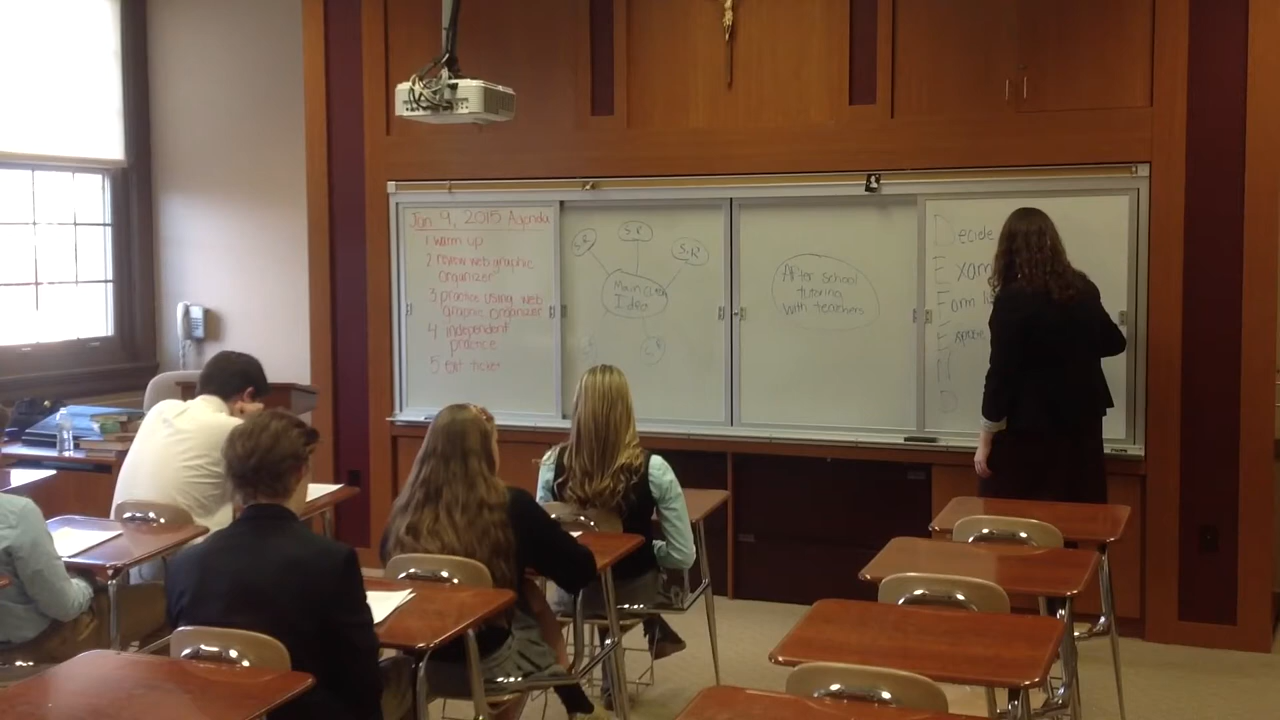 Jan 9, 2015 Agenda
1 warm up
2 review web graphic
organizer
3 practice using web
graphic organizer
4 independent
practice
5 exit ticket
S.R
S.R
S.R
Main
Idea
After school
tutoring
with teachers
Decide
Exam
Form
E
N
D